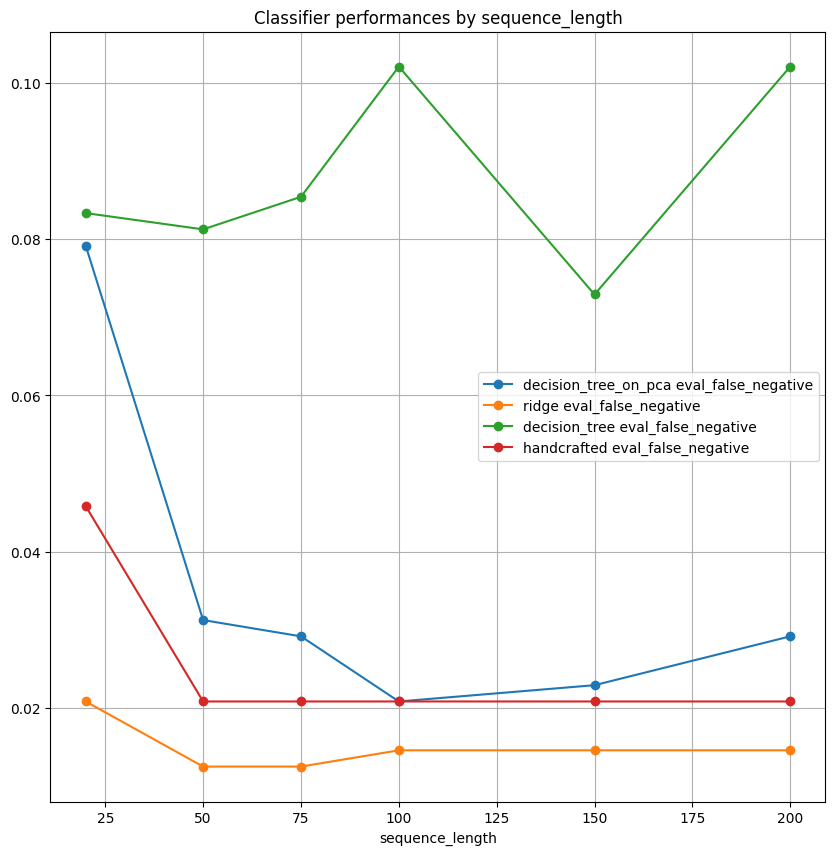 Classifier performances by sequence_length
0.10
0.08
0.06
0.04
0.02
decision_tree_on_pca eval_false_negative
ridge eval_false_negative
decision_tree eval_false_negative
handcrafted eval_false_negative
25 50 75 100 125 150 175 200
sequence_length